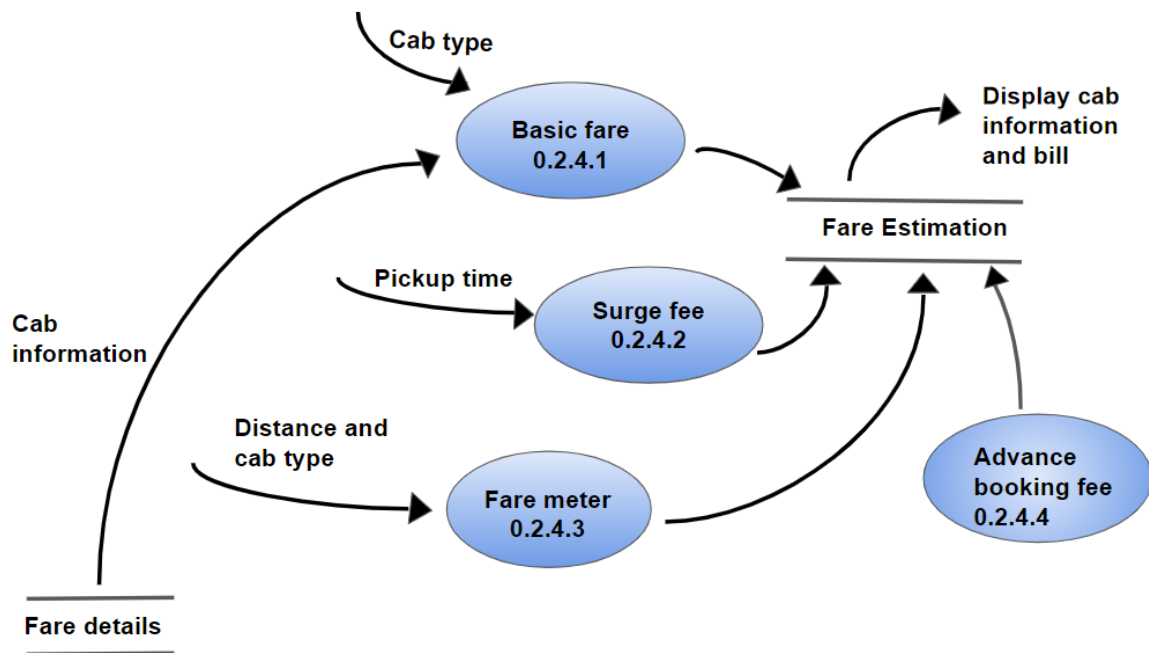 Cab type
Basic fare
0.2.4.1
Display cab
information
and bill
Fare Estimation
Pickup time
Surge fee
0.2.4.2
Cab
information
Distance and
cab type
Fare meter
0.2.4.3
Advance
booking fee
0.2.4.4
Fare details